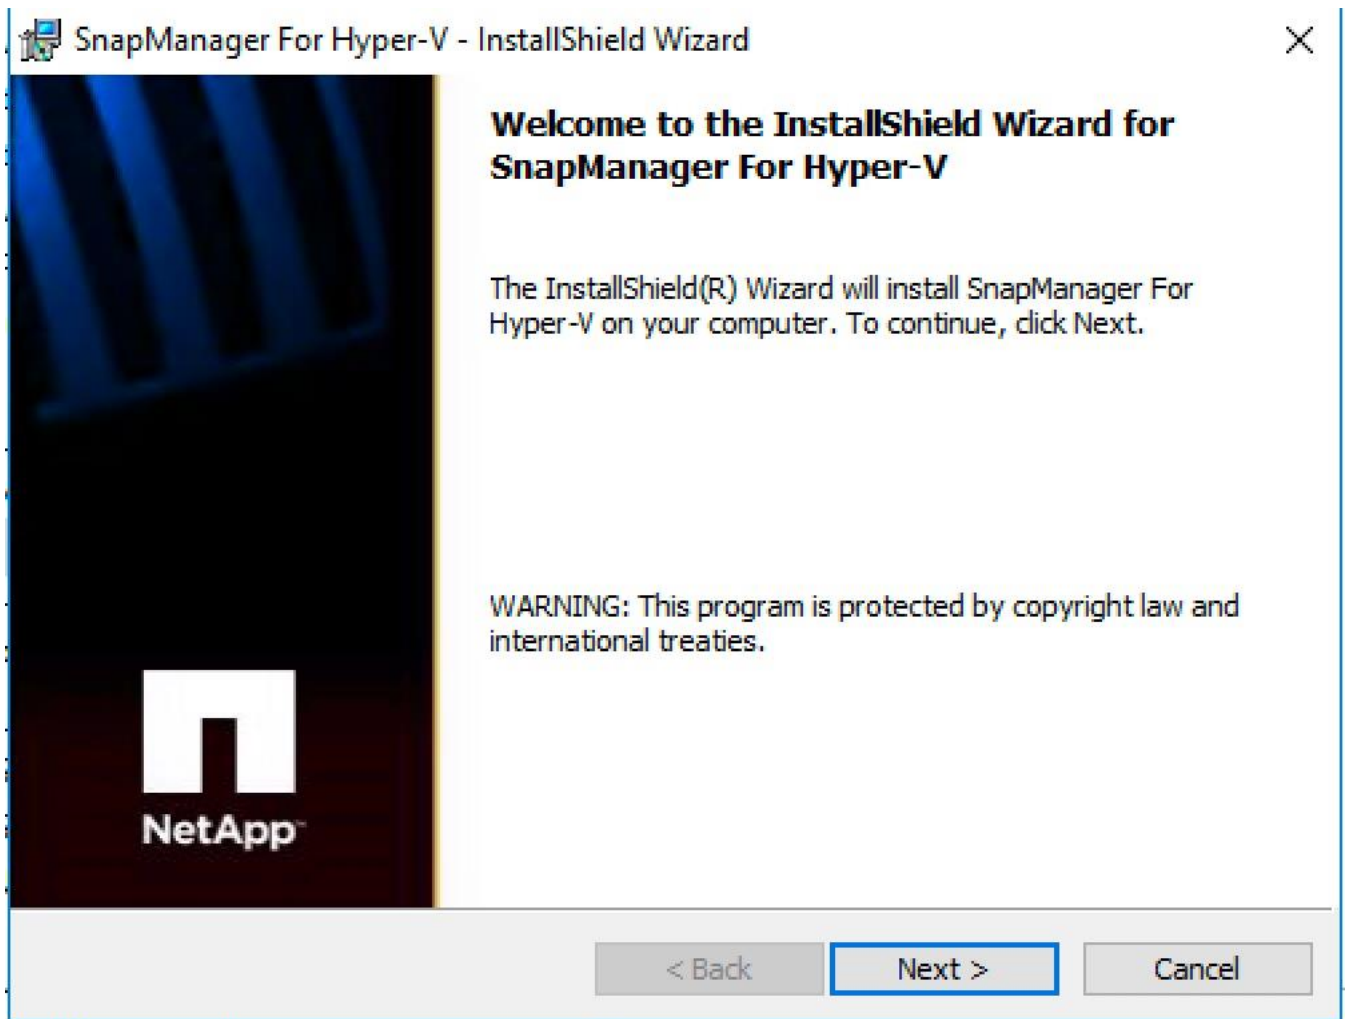 SnapManager For Hyper-V - InstallShield Wizard
Welcome to the InstallShield Wizard for
SnapManager For Hyper-V
The InstallShield(R) Wizard will install SnapManager For
Hyper-V on your computer. To continue, click Next.
WARNING: This program is protected by copyright law and
international treaties.
NetApp™
< Back
Next >
Cancel